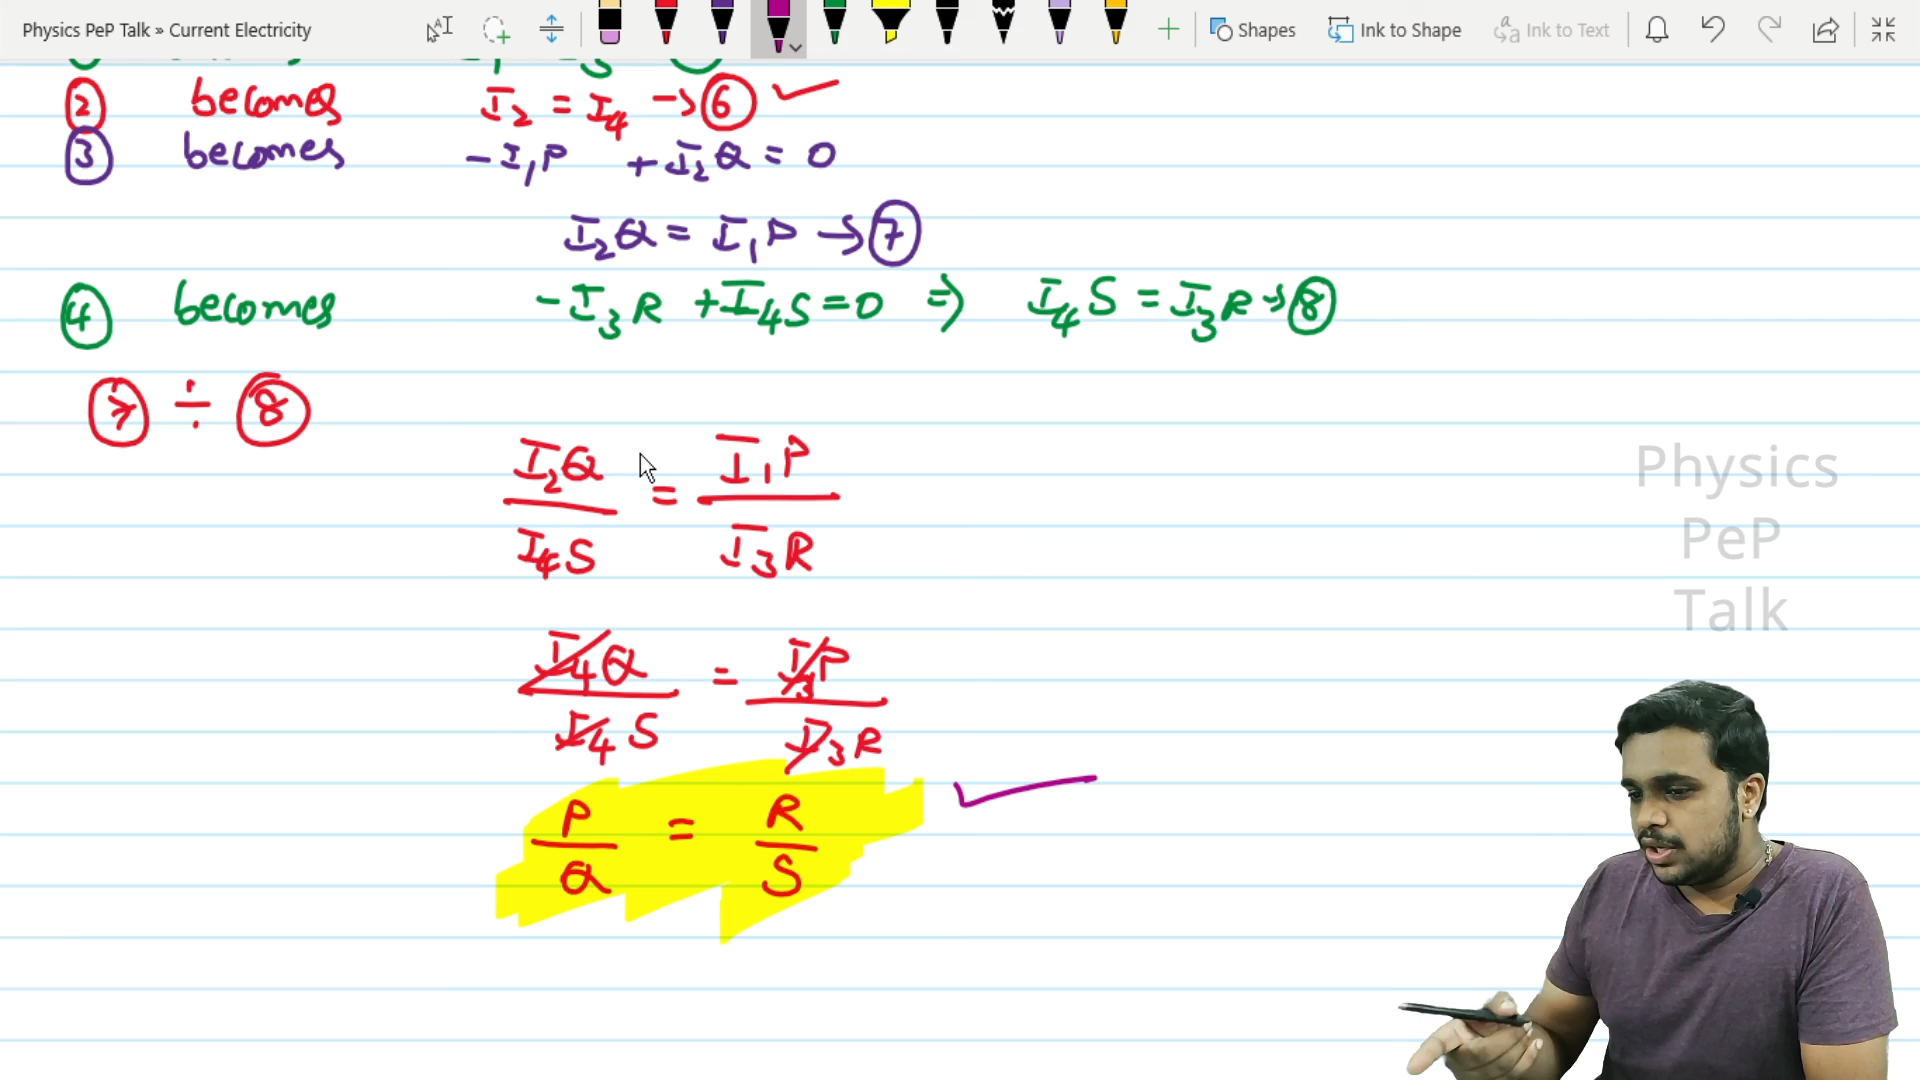 Physics PeP Talk » Current Electricity
Shapes
Ink to Shape
Ink to Text
② becomes I₂ = I₄ → ⑥ ✓
③ becomes - I₁P + I₂Q = 0
I₂Q = I₁P → ⑦
④ becomes - I₃R + I₄S = 0 ⇒ I₄S = I₃R → ⑧
⑦ ÷ ⑧
I₂Q / I₄S = I₁P / I₃R
I₄Q / I₄S = I₃P / I₃R
P / Q = R / S ✓
Physics
PeP
Talk